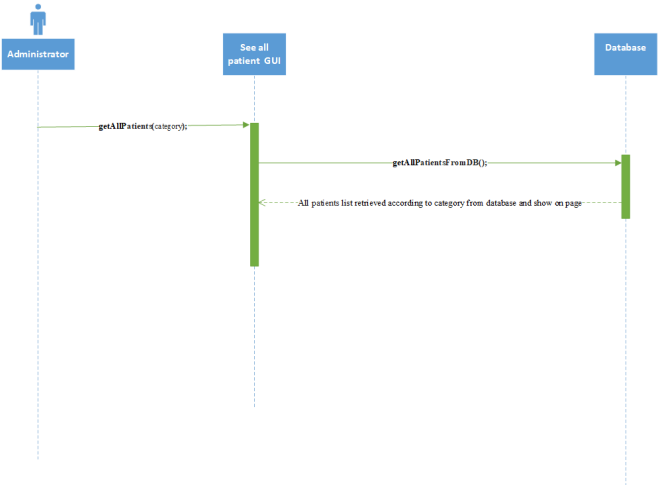 Administrator
See all
patient GUI
Database
getAllPatients(category);
getAllPatientsFromDB();
All patients list retrieved according to category from database and show on page